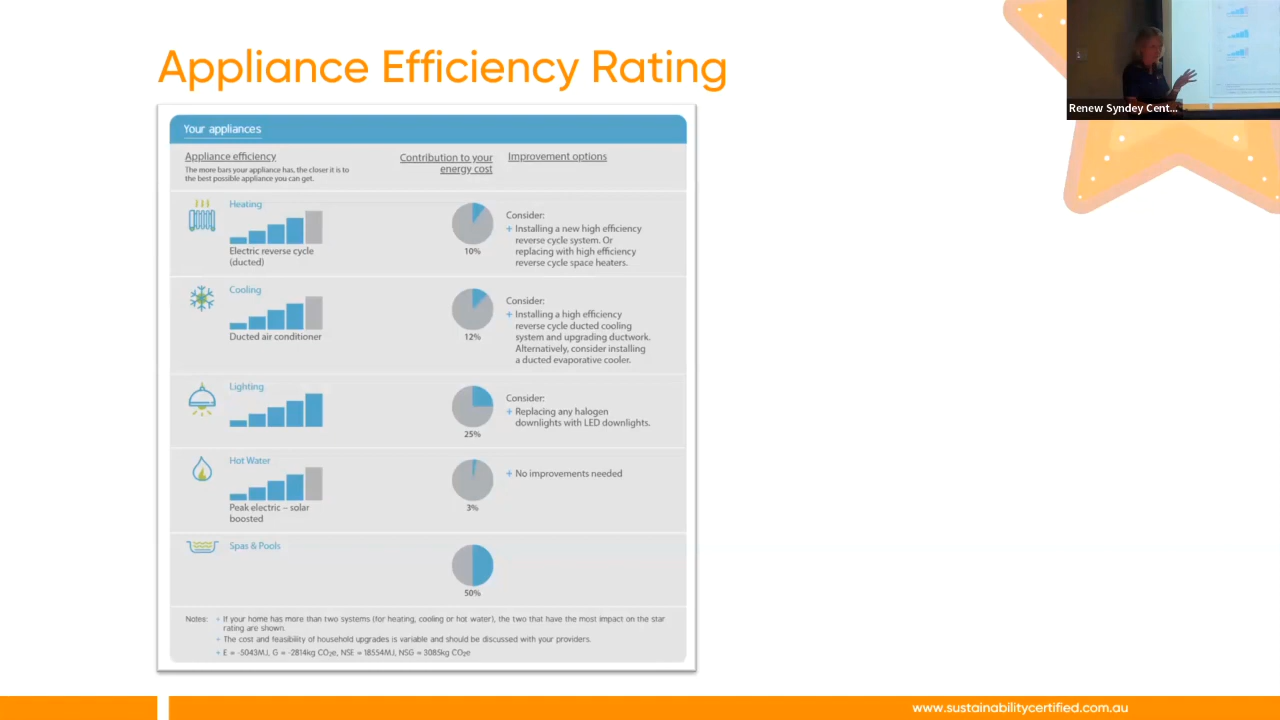 Appliance Efficiency Rating
Renew Syndey Cent...
Your appliances
Appliance efficiency
The more bars your appliance has, the closer it is to
the best possible appliance you can get.
Contribution to your
energy cost
Improvement options
Heating
Electric reverse cycle
(ducted)
10%
Consider:
+ Installing a new high efficiency
reverse cycle system. Or
replacing with high efficiency
reverse cycle space heaters.
Cooling
Ducted air conditioner
12%
Consider:
+ Installing a high efficiency
reverse cycle ducted cooling
system and upgrading ductwork.
Alternatively, consider installing
a ducted evaporative cooler.
Lighting
25%
Consider:
+ Replacing any halogen
downlights with LED downlights.
Hot Water
Peak electric – solar
boosted
3%
+ No improvements needed
Spas & Pools
50%
Notes: + If your home has more than two systems (for heating, cooling or hot water), the two that have the most impact on the star
rating are shown.
+ The cost and feasibility of household upgrades is variable and should be discussed with your providers.
+ E = -5043MJ, G = -2814kg CO2e, NSE = 18554MJ, NSG = 3085kg CO2e
www.sustainabilitycertified.com.au